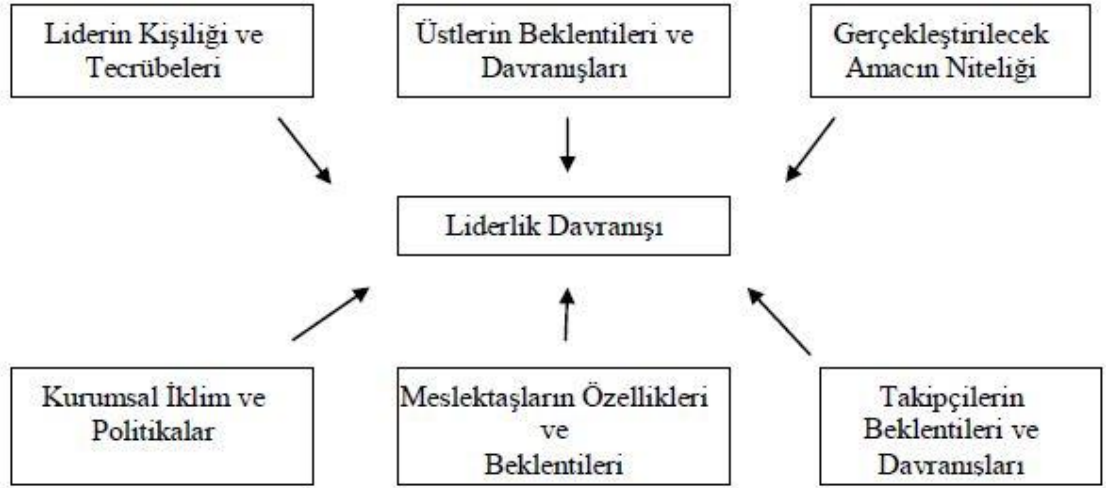 Liderin Kişiliği ve
Tecrübeleri
Üstlerin Beklentileri ve
Davranışları
Gerçekleştirilecek
Amacın Niteliği
Liderlik Davranışı
Kurumsal İklim ve
Politikalar
Meslektaşların Özellikleri
ve
Beklentileri
Takipçilerin
Beklentileri ve
Davranışları